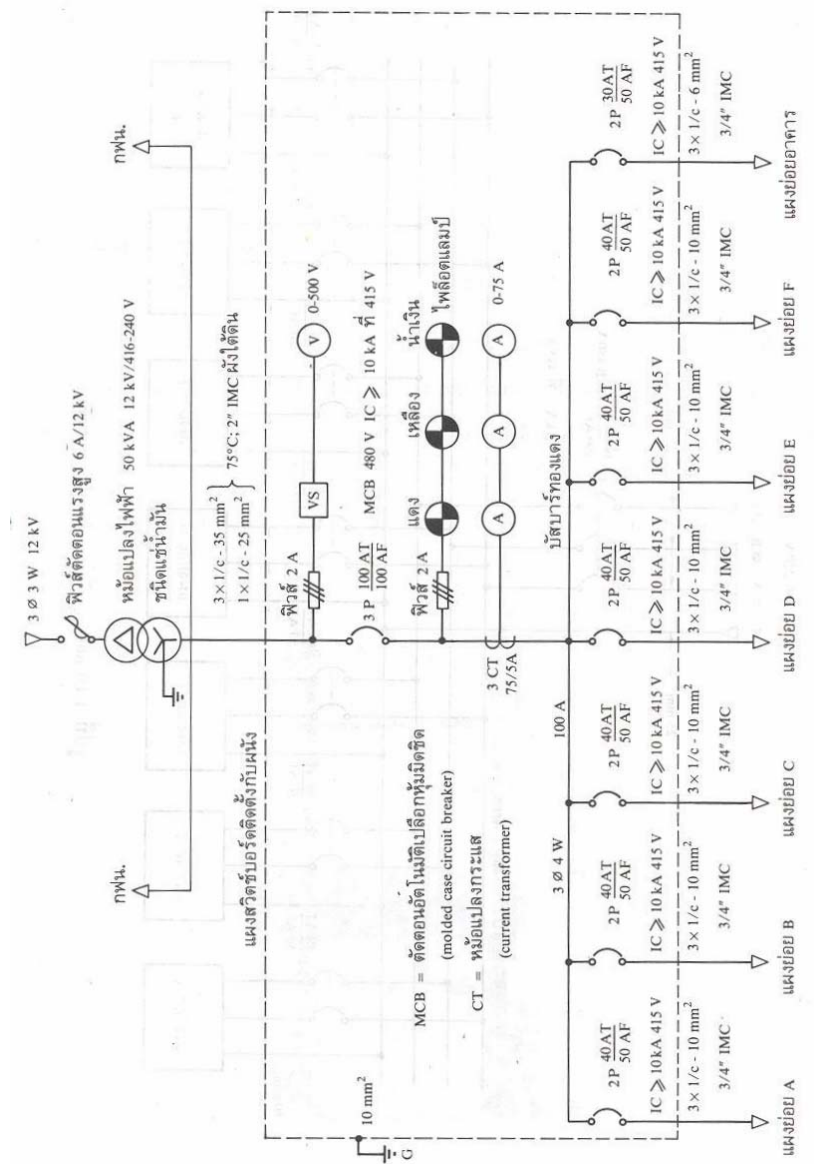 3 Ø 3 W 12 kV
ฟิวส์ตัดตอนแรงสูง 6 A/12 kV
กฟน.
กฟน.
หม้อแปลงไฟฟ้า 50 kVA 12 kV/416-240 V
ชนิดแช่น้ำมัน
3 × 1/c - 35 mm²
1 × 1/c - 25 mm²
75°C; 2" IMC ฝังใต้ดิน
แผงสวิตช์บอร์ดติดตั้งกับผนัง
10 mm²
G
ฟิวส์ 2 A
VS
V
0-500 V
3 P 100 AT
100 AF
MCB 480 V IC ⩾ 10 kA ที่ 415 V
ฟิวส์ 2 A
แดง
เหลือง
น้ำเงิน
ไพล็อตแลมป์
MCB = ตัดตอนอัตโนมัติเปลือกหุ้มมิดชิด
(molded case circuit breaker)
CT = หม้อแปลงกระแส
(current transformer)
3 CT
75/5A
A
A
A
0-75 A
3 Ø 4 W
100 A
บัสบาร์ทองแดง
2P 40AT
50 AF
IC ⩾ 10kA 415 V
3 × 1/c - 10 mm²
3/4" IMC
แผงย่อย A
2P 40AT
50 AF
IC ⩾ 10 kA 415 V
3 × 1/c - 10 mm²
3/4" IMC
แผงย่อย B
2P 40AT
50 AF
IC ⩾ 10 kA 415 V
3 × 1/c - 10 mm²
3/4" IMC
แผงย่อย C
2P 40AT
50 AF
IC ⩾ 10 kA 415 V
3 × 1/c - 10 mm²
3/4" IMC
แผงย่อย D
2P 40AT
50 AF
IC ⩾ 10 kA 415 V
3 × 1/c - 10 mm²
3/4" IMC
แผงย่อย E
2P 40AT
50 AF
IC ⩾ 10 kA 415 V
3 × 1/c - 10 mm²
3/4" IMC
แผงย่อย F
2P 30AT
50 AF
IC ⩾ 10 kA 415 V
3 × 1/c - 6 mm²
3/4" IMC
แผงย่อยอาคาร